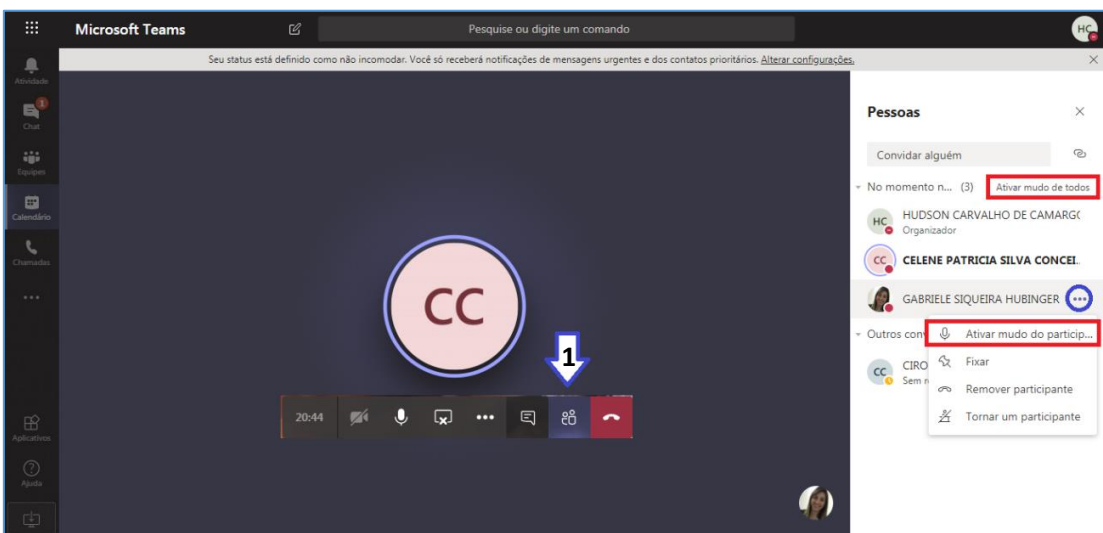 Microsoft Teams
Pesquise ou digite um comando
HC
Seu status está definido como não incomodar. Você só receberá notificações de mensagens urgentes e dos contatos prioritários. Alterar configurações.
Atividade
1
Chat
Equipes
Calendário
Chamadas
Aplicativos
Ajuda
CC
1
20:44
Pessoas
Convidar alguém
No momento n... (3) Ativar mudo de todos
HC HUDSON CARVALHO DE CAMARGO
Organizador
CC CELENE PATRICIA SILVA CONCEI..
GABRIELE SIQUEIRA HUBINGER
Outros con
Ativar mudo do particip...
CC CIRO
Sem r
Fixar
Remover participante
Tornar um participante